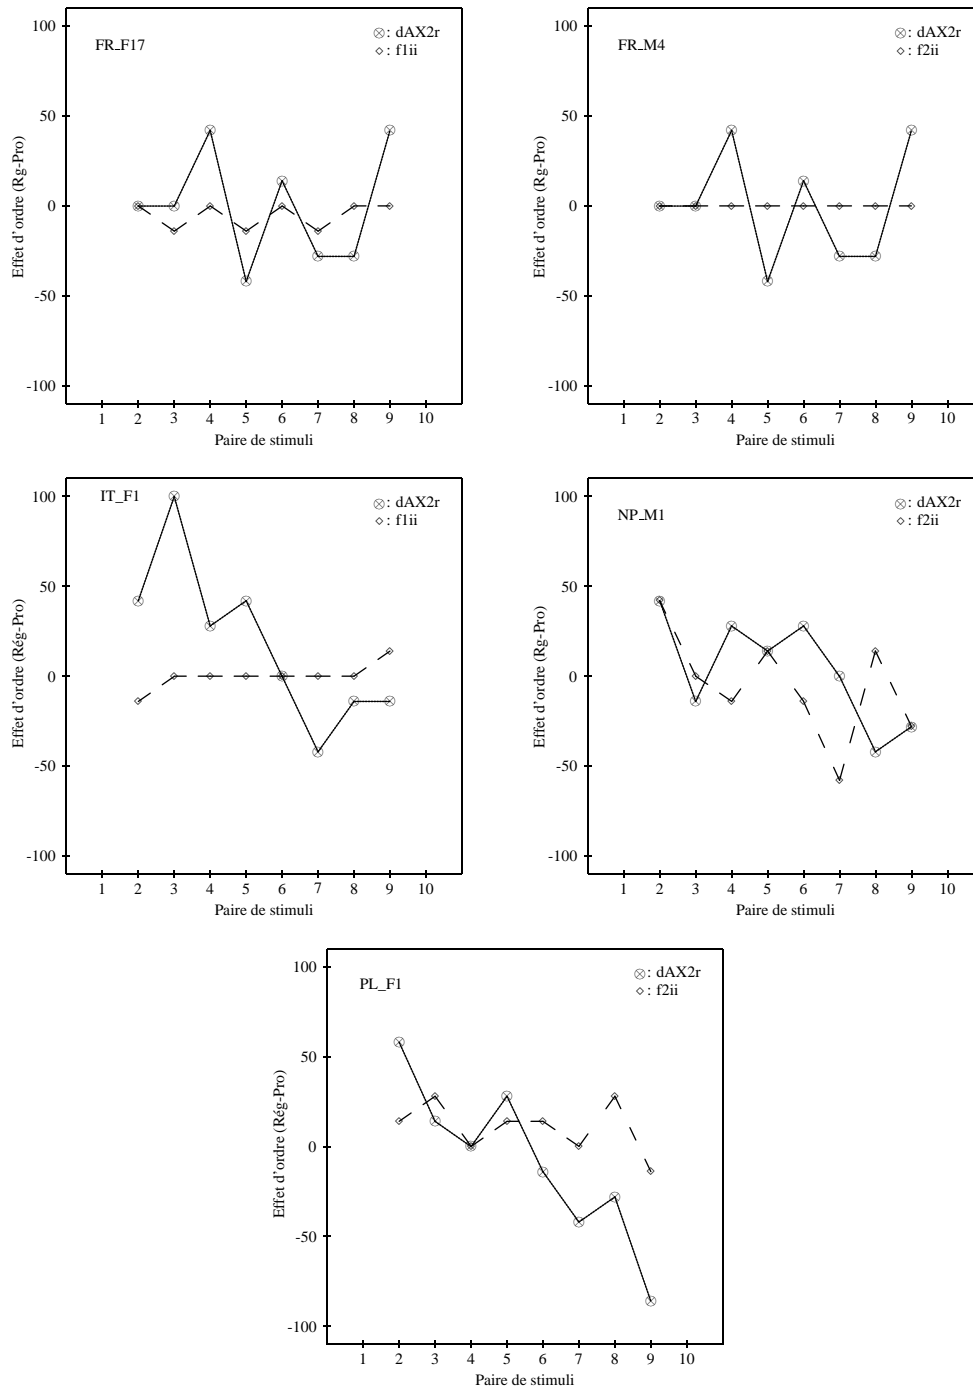 100
50
0
-50
-100
Effet d'ordre (Rg-Pro)
FR_F17
: dAX2r
: f1ii
1 2 3 4 5 6 7 8 9 10
Paire de stimuli
100
50
0
-50
-100
Effet d'ordre (Rg-Pro)
FR_M4
: dAX2r
: f2ii
1 2 3 4 5 6 7 8 9 10
Paire de stimuli
100
50
0
-50
-100
Effet d'ordre (Rég-Pro)
IT_F1
: dAX2r
: f1ii
1 2 3 4 5 6 7 8 9 10
Paire de stimuli
100
50
0
-50
-100
Effet d'ordre (Rg-Pro)
NP_M1
: dAX2r
: f2ii
1 2 3 4 5 6 7 8 9 10
Paire de stimuli
100
50
0
-50
-100
Effet d'ordre (Rég-Pro)
PL_F1
: dAX2r
: f2ii
1 2 3 4 5 6 7 8 9 10
Paire de stimuli